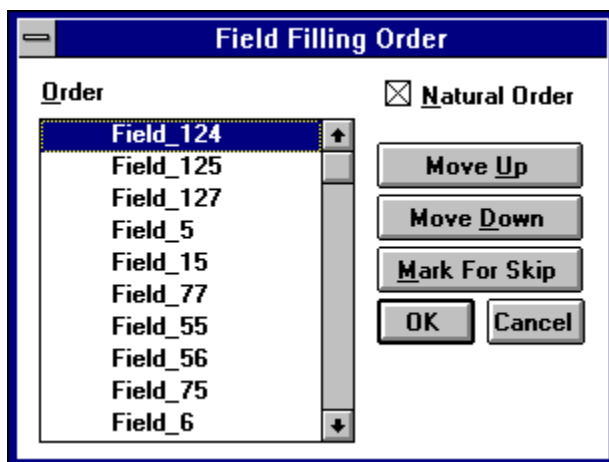 Field Filling Order
Order
Natural Order
Field_124
Field_125
Field_127
Field_5
Field_15
Field_77
Field_55
Field_56
Field_75
Field_6
Move Up
Move Down
Mark For Skip
OK
Cancel